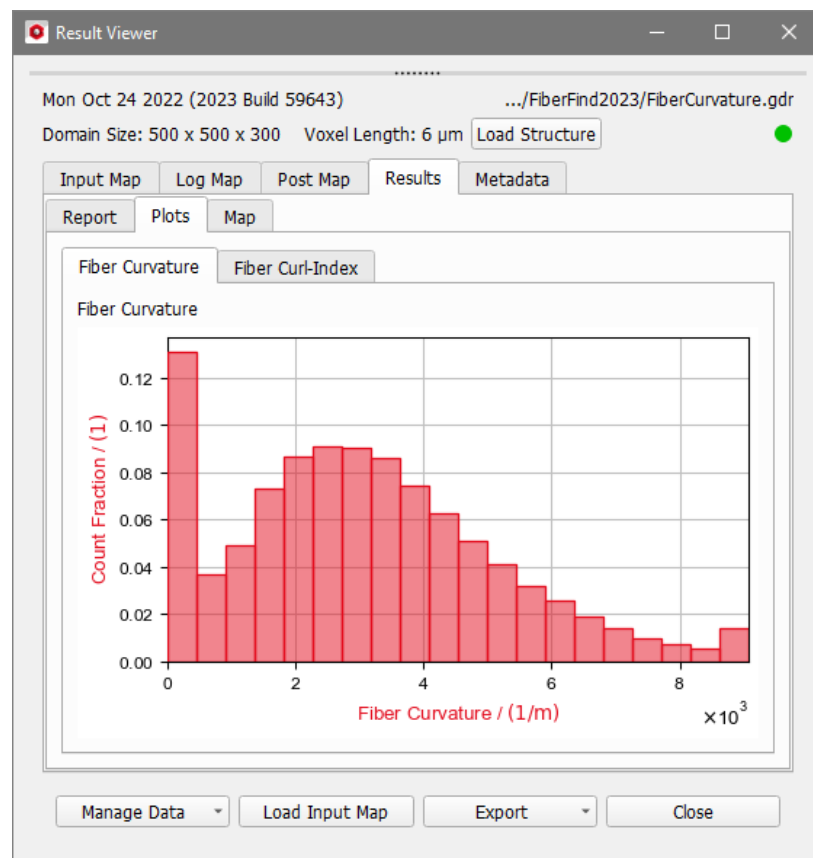 Result Viewer
Mon Oct 24 2022 (2023 Build 59643) .../FiberFind2023/FiberCurvature.gdr
Domain Size: 500 x 500 x 300 Voxel Length: 6 µm Load Structure
Input Map Log Map Post Map Results Metadata
Report Plots Map
Fiber Curvature Fiber Curl-Index
Fiber Curvature
0.12
0.10
0.08
0.06
0.04
0.02
0.00
Count Fraction / (1)
0 2 4 6 8
Fiber Curvature / (1/m)
×10³
Manage Data Load Input Map Export Close